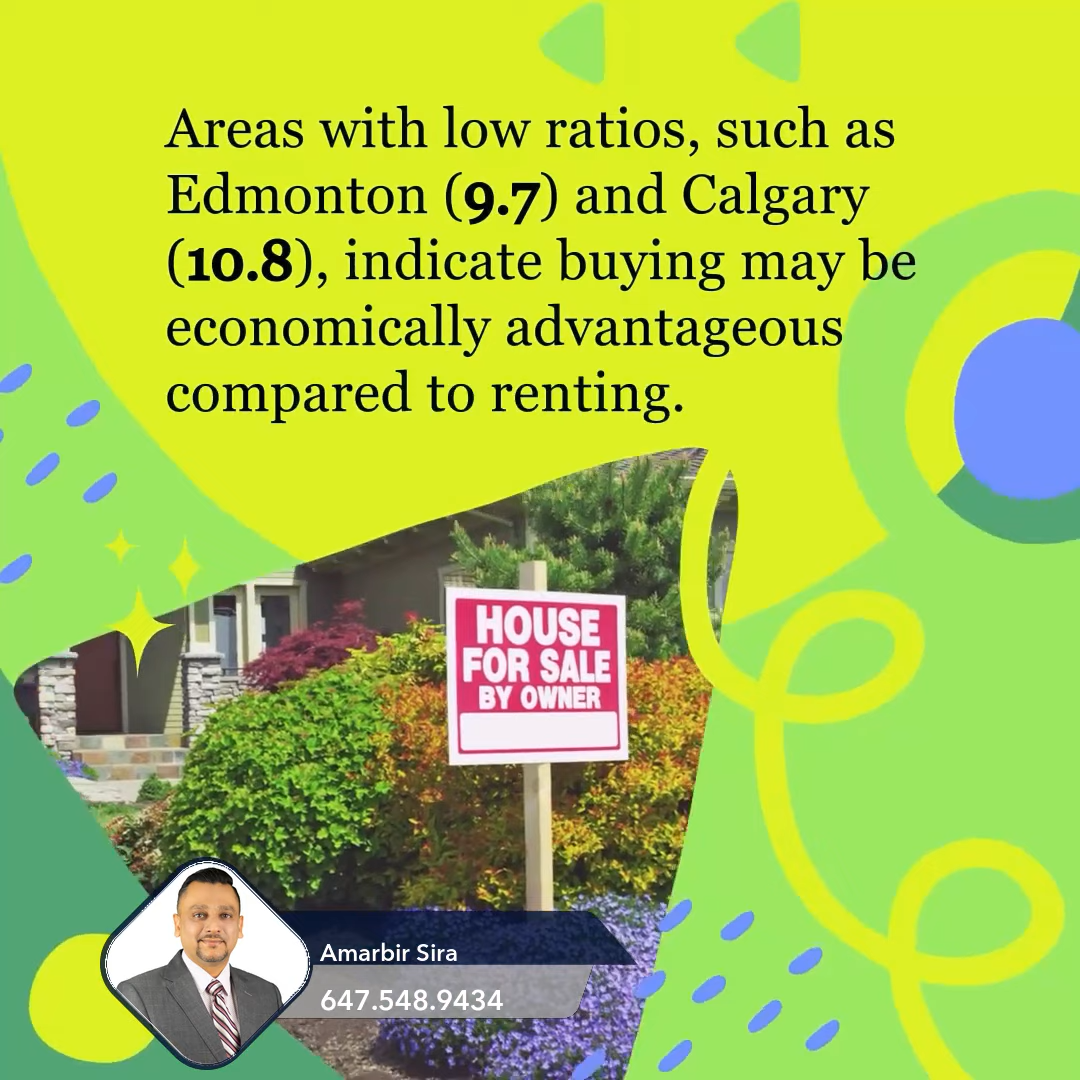 Areas with low ratios, such as
Edmonton (9.7) and Calgary
(10.8), indicate buying may be
economically advantageous
compared to renting.
HOUSE
FOR SALE
BY OWNER
Amarbir Sira
647.548.9434